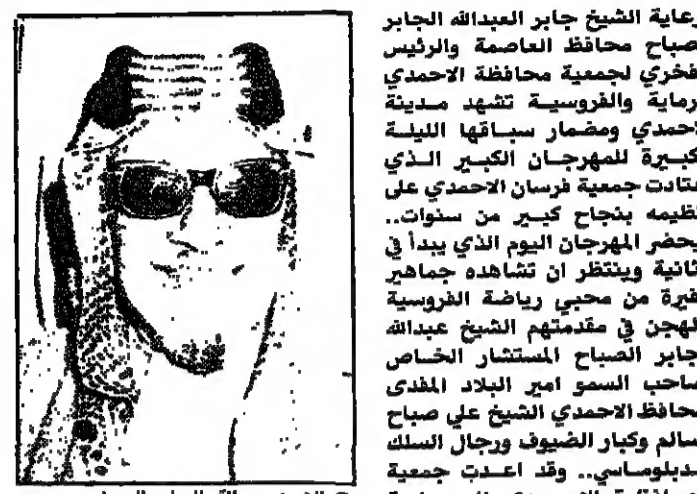 رعاية الشيخ جابر العبدالله الجابر
صباح محافظ العاصمة والرئيس
فخري لجمعية محافظة الاحمدي
رماية والفروسية تشهد مدينة
احمدي ومضمار سباقها الليلة
كبيرة للمهرجان الكبير الذي
عتادت جمعية فرسان الاحمدي على
نظيمه بنجاح كبير من سنوات..
يحضر المهرجان اليوم الذي يبدأ في
ثانية وينتظر ان تشاهده جماهير
فيرة من محبي رياضة الفروسية
لهجن في مقدمتهم الشيخ عبدالله
جابر الصباح المستشار الخاص
صاحب السمو امير البلاد المفدى
محافظ الاحمدي الشيخ علي صباح
سالم وكبار الضيوف ورجال السلك
دبلوماسي.. وقد اعدت جمعية